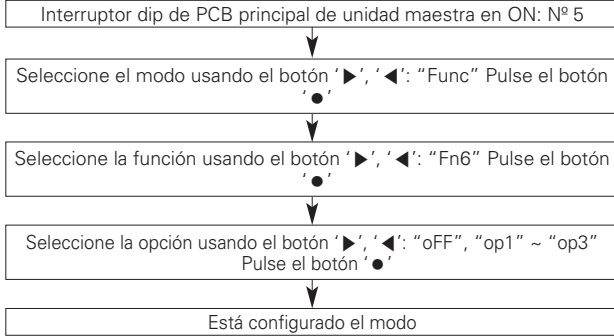 Interruptor dip de PCB principal de unidad maestra en ON: Nº 5
Seleccione el modo usando el botón ‘▶’, ‘◀’: “Func” Pulse el botón
‘●’
Seleccione la función usando el botón ‘▶’, ‘◀’: “Fn6” Pulse el botón
‘●’
Seleccione la opción usando el botón ‘▶’, ‘◀’: “oFF”, “op1” ~ “op3”
Pulse el botón ‘●’
Está configurado el modo